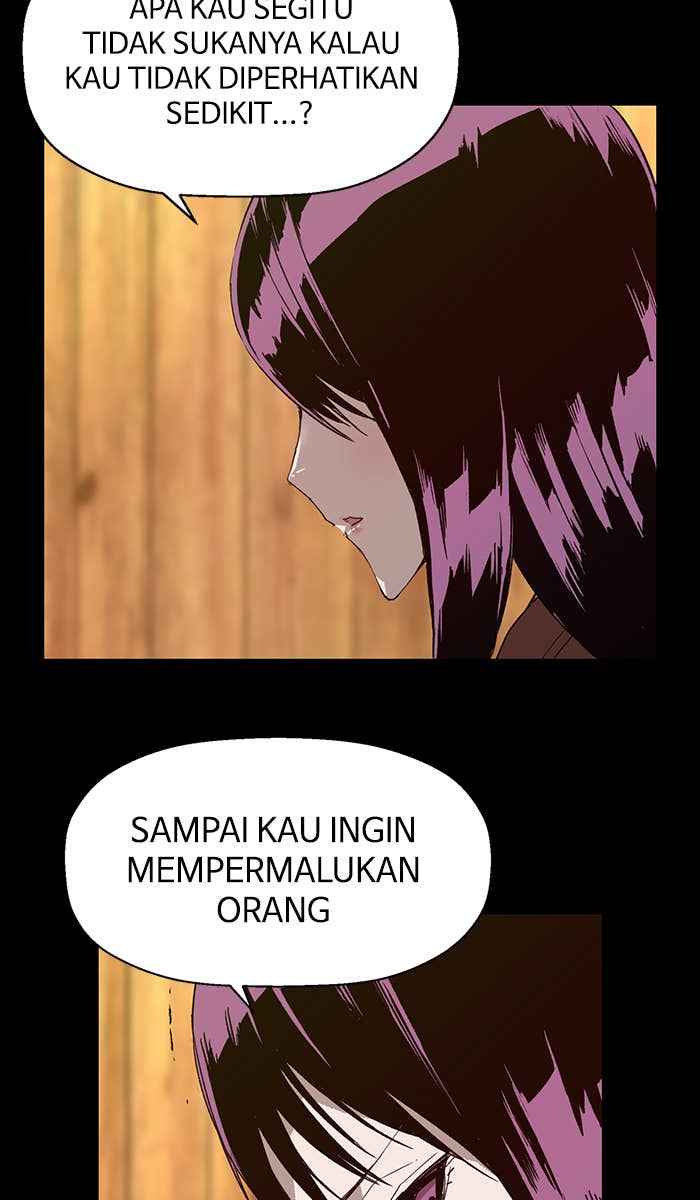 APA KAU SEGITU
TIDAK SUKANYA KALAU
KAU TIDAK DIPERHATIKAN
SEDIKIT...?
SAMPAI KAU INGIN
MEMPERMALUKAN
ORANG